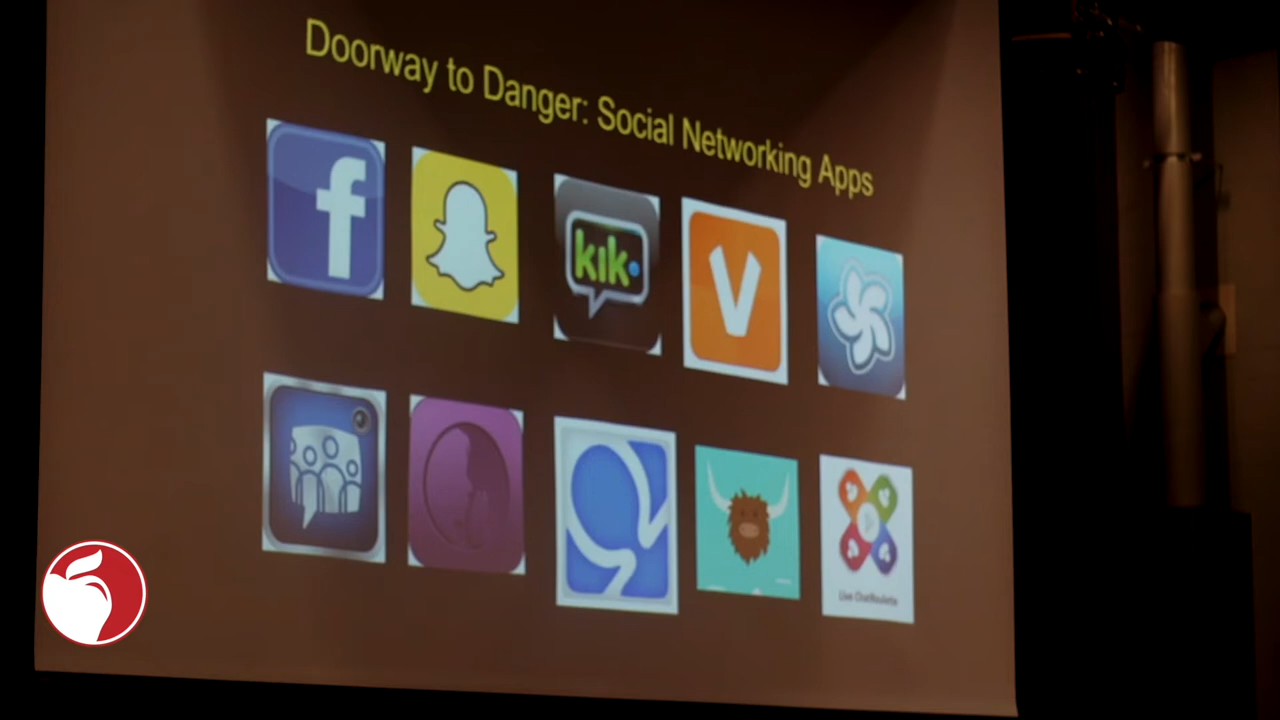 Doorway to Danger: Social Networking Apps
f
kik
V
Live ChatRoulette